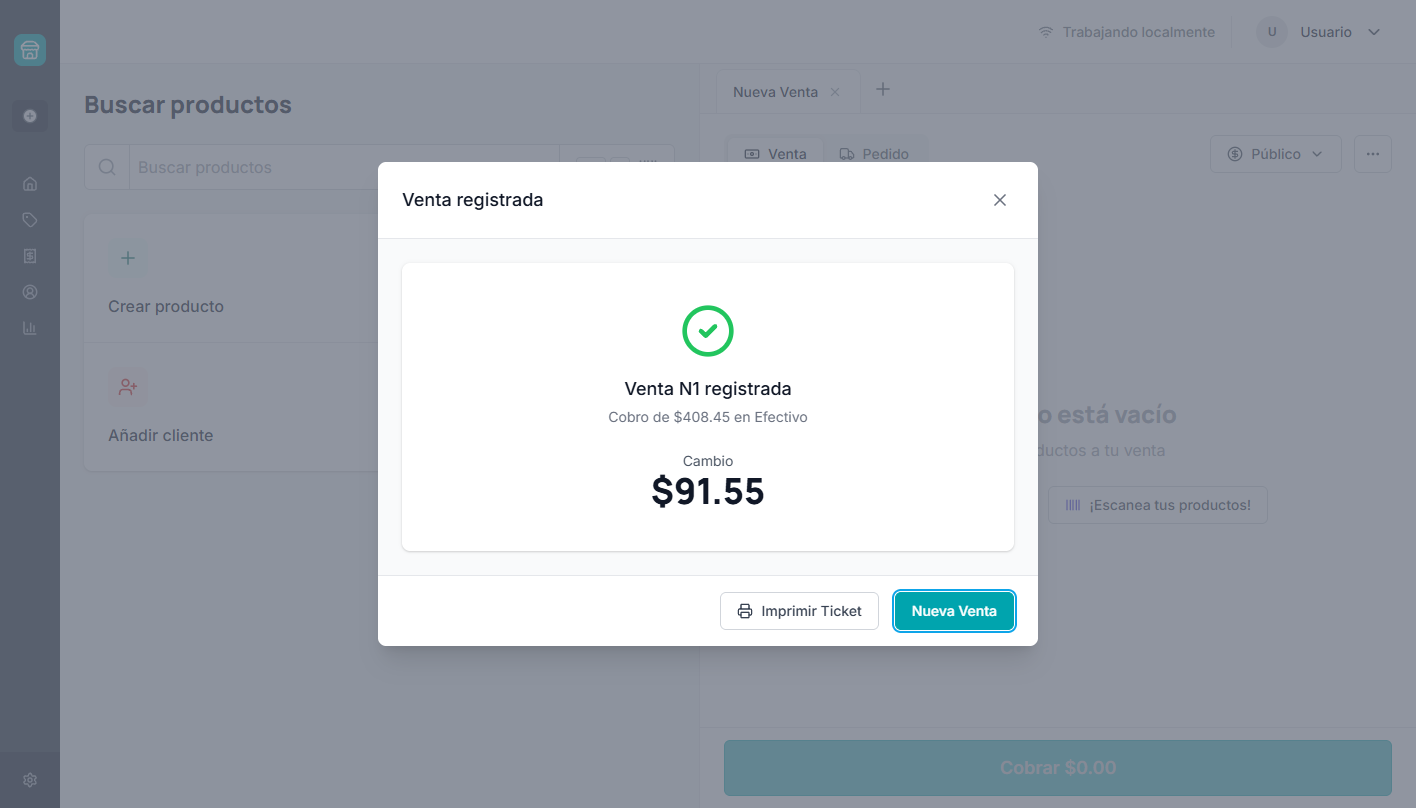 Trabajando localmente
U
Usuario
Buscar productos
Buscar productos
Nueva Venta
Venta
Pedido
Público
Crear producto
Añadir cliente
o está vacío
ductos a tu venta
¡Escanea tus productos!
Cobrar $0.00
Venta registrada
Venta N1 registrada
Cobro de $408.45 en Efectivo
Cambio
$91.55
Imprimir Ticket
Nueva Venta